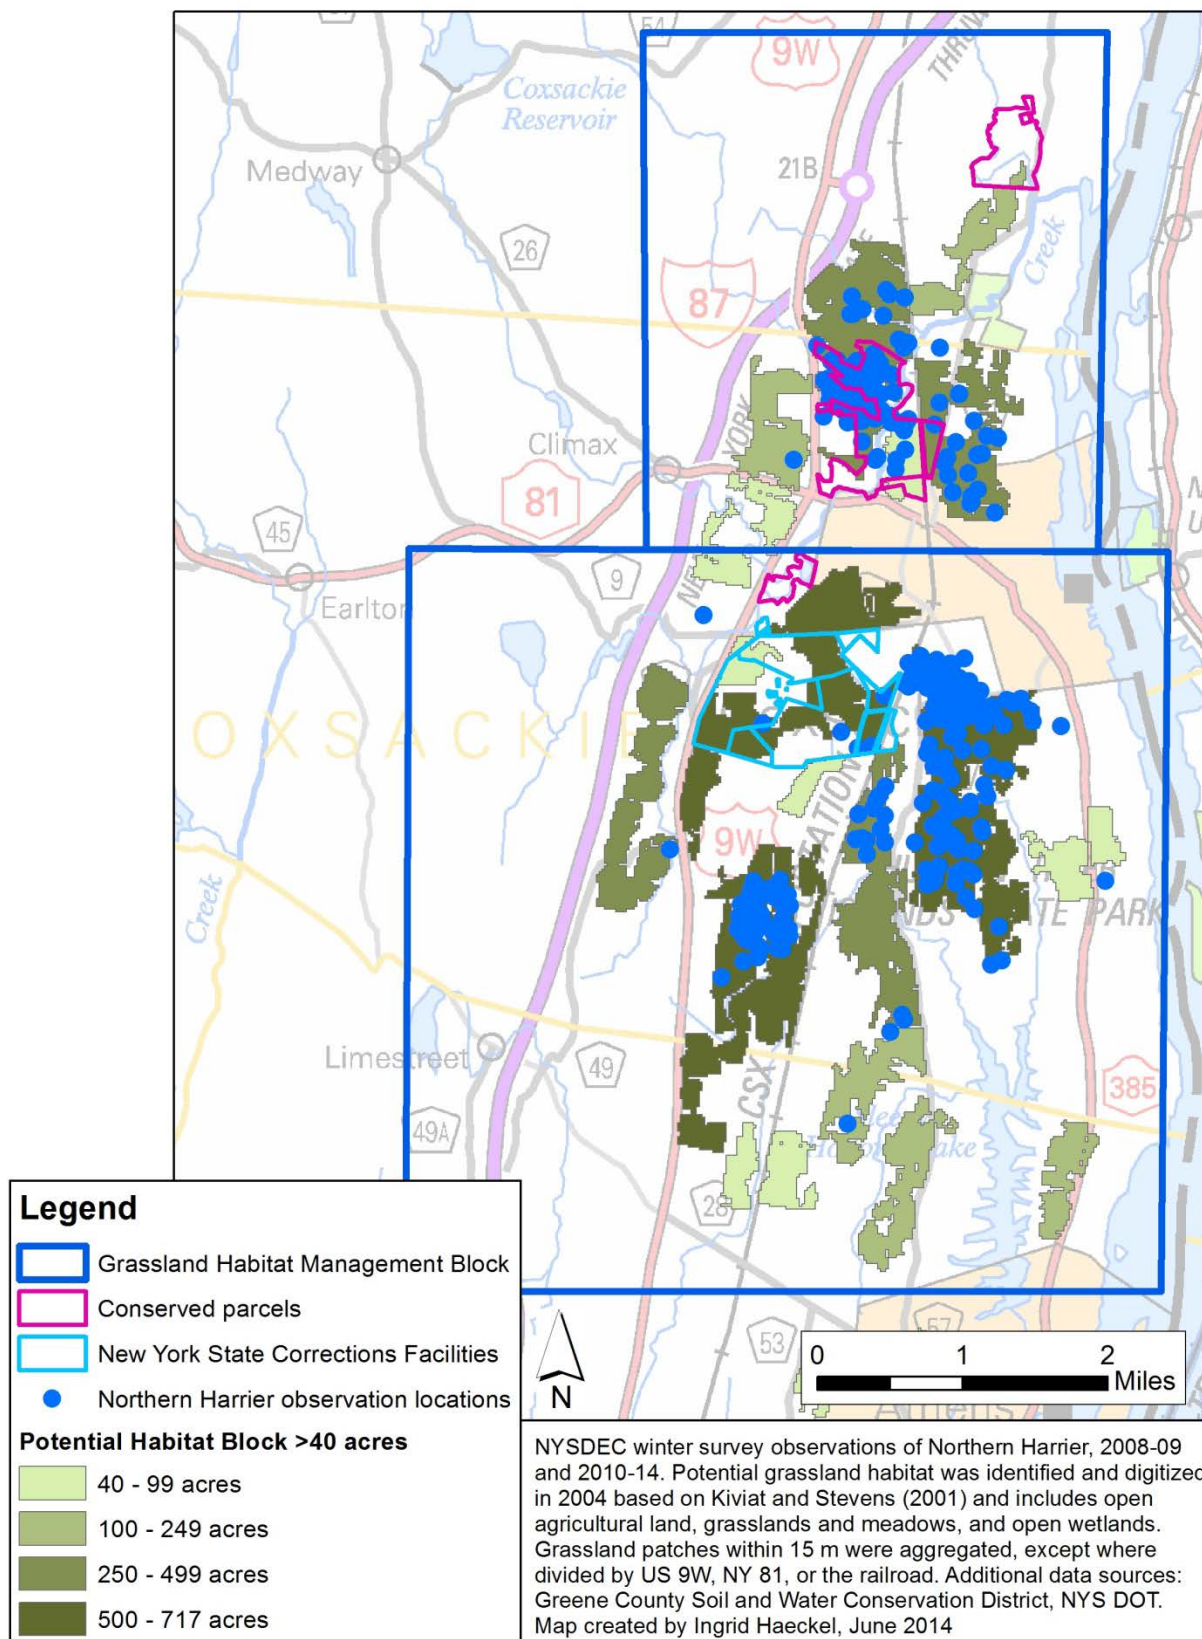 54
9W
THRUWAY
Coxsackie
Reservoir
Medway
21B
26
Creek
87
YORK
Climax
81
45
9
Earlton
OXSACKIE
STATION
9W
STATE PARK
Creek
Limestreet
49
CSX
385
49A
28
Lake
53
57
Athens
Legend
Grassland Habitat Management Block
Conserved parcels
New York State Corrections Facilities
Northern Harrier observation locations
Potential Habitat Block >40 acres
40 - 99 acres
100 - 249 acres
250 - 499 acres
500 - 717 acres
N
0 1 2
Miles
NYSDEC winter survey observations of Northern Harrier, 2008-09
and 2010-14. Potential grassland habitat was identified and digitized
in 2004 based on Kiviat and Stevens (2001) and includes open
agricultural land, grasslands and meadows, and open wetlands.
Grassland patches within 15 m were aggregated, except where
divided by US 9W, NY 81, or the railroad. Additional data sources:
Greene County Soil and Water Conservation District, NYS DOT.
Map created by Ingrid Haeckel, June 2014